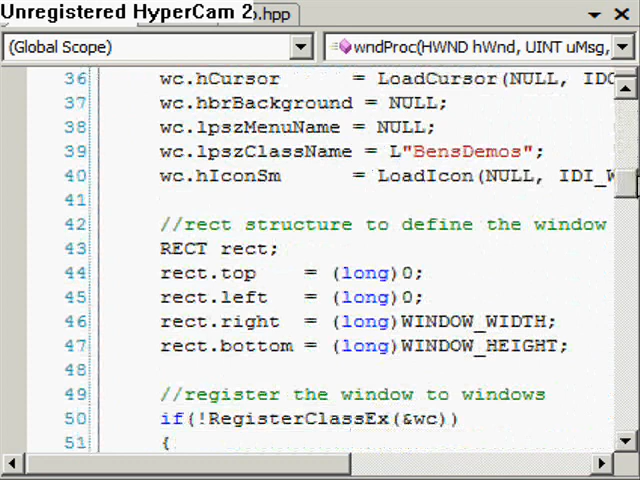 Unregistered HyperCam 2
.hpp
(Global Scope)
wndProc(HWND hWnd, UINT uMsg,
36 wc.hCursor = LoadCursor(NULL,
37 wc.hbrBackground = NULL;
38 wc.lpszMenuName = NULL;
39 wc.lpszClassName = L"BensDemos";
40 wc.hIconSm = LoadIcon(NULL,
41
42 //rect structure to define the window
43 RECT rect;
44 rect.top = (long)0;
45 rect.left = (long)0;
46 rect.right = (long)WINDOW_WIDTH;
47 rect.bottom = (long)WINDOW_HEIGHT;
48
49 //register the window to windows
50 if(!RegisterClassEx(&wc))
51 {